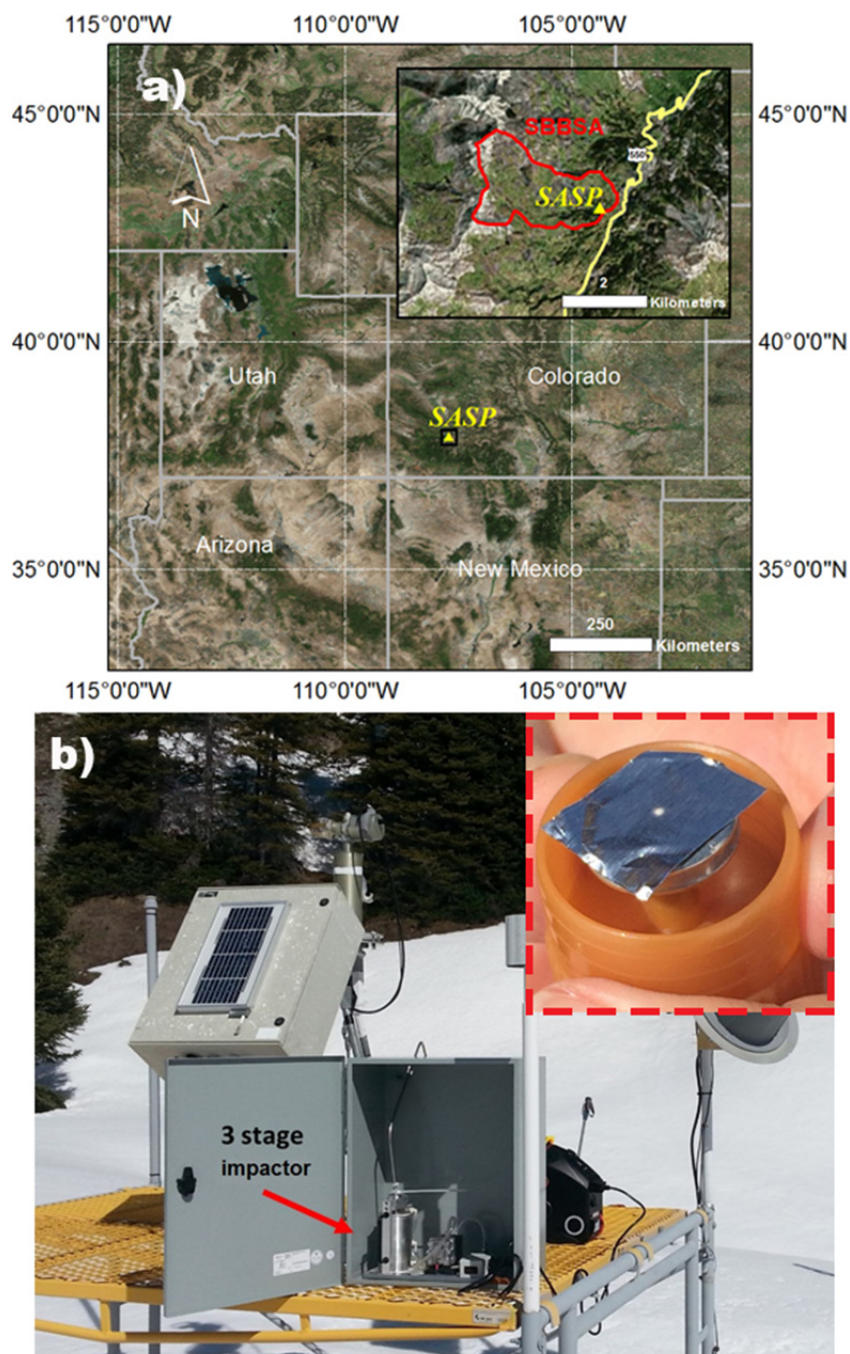 115°0'0"W 110°0'0"W 105°0'0"W
a)
45°0'0"N 45°0'0"N
SBBSA
550
SASP
N
2
Kilometers
40°0'0"N 40°0'0"N
Utah Colorado
SASP
Arizona
New Mexico
35°0'0"N 35°0'0"N
250
Kilometers
115°0'0"W 110°0'0"W 105°0'0"W
b)
3 stage
impactor